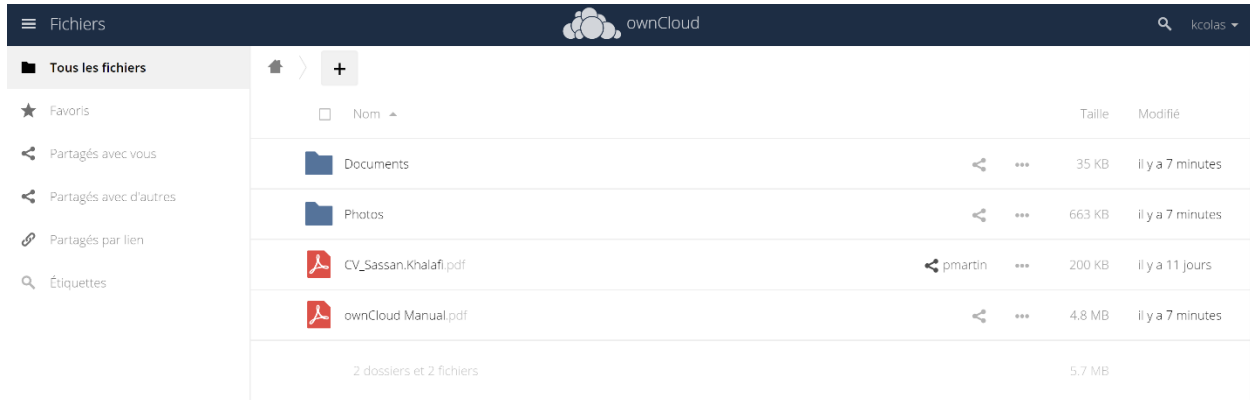 Fichiers
ownCloud
kcolas
Tous les fichiers
Favoris
Partagés avec vous
Partagés avec d'autres
Partagés par lien
Étiquettes
+
Nom Taille Modifié
Documents 35 KB il y a 7 minutes
Photos 663 KB il y a 7 minutes
CV_Sassan.Khalafi.pdf pmartin 200 KB il y a 11 jours
ownCloud Manual.pdf 4.8 MB il y a 7 minutes
2 dossiers et 2 fichiers 5.7 MB